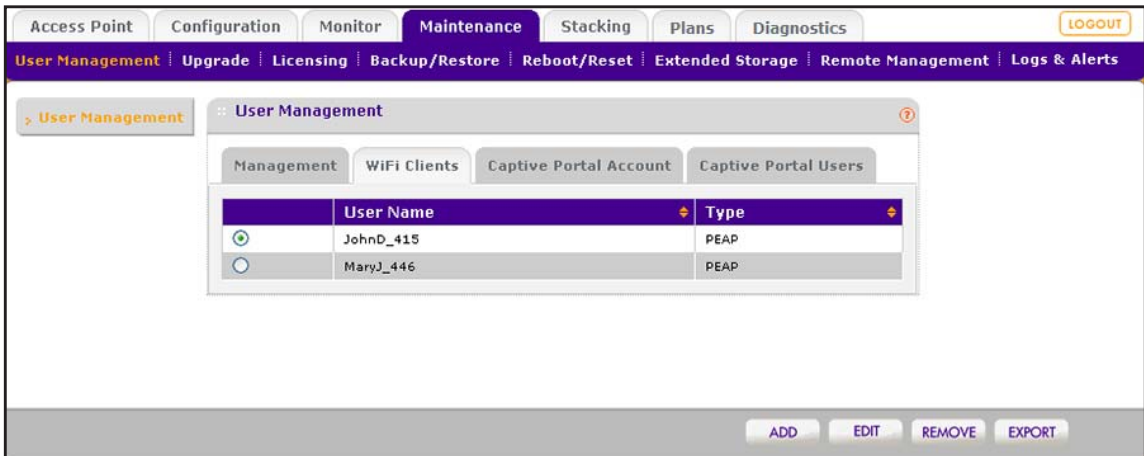 Access Point Configuration Monitor Maintenance Stacking Plans Diagnostics LOGOUT
User Management Upgrade Licensing Backup/Restore Reboot/Reset Extended Storage Remote Management Logs & Alerts
> User Management
User Management ?
Management WiFi Clients Captive Portal Account Captive Portal Users
User Name Type
JohnD_415 PEAP
MaryJ_446 PEAP
ADD EDIT REMOVE EXPORT